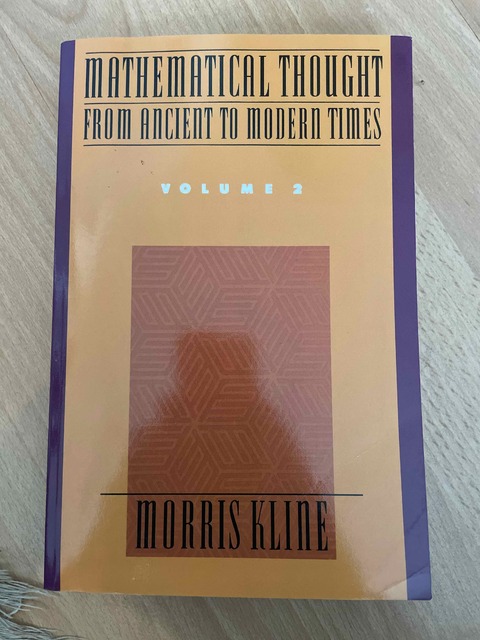 MATHEMATICAL THOUGHT
FROM ANCIENT TO MODERN TIMES
VOLUME 2
MORRIS KLINE